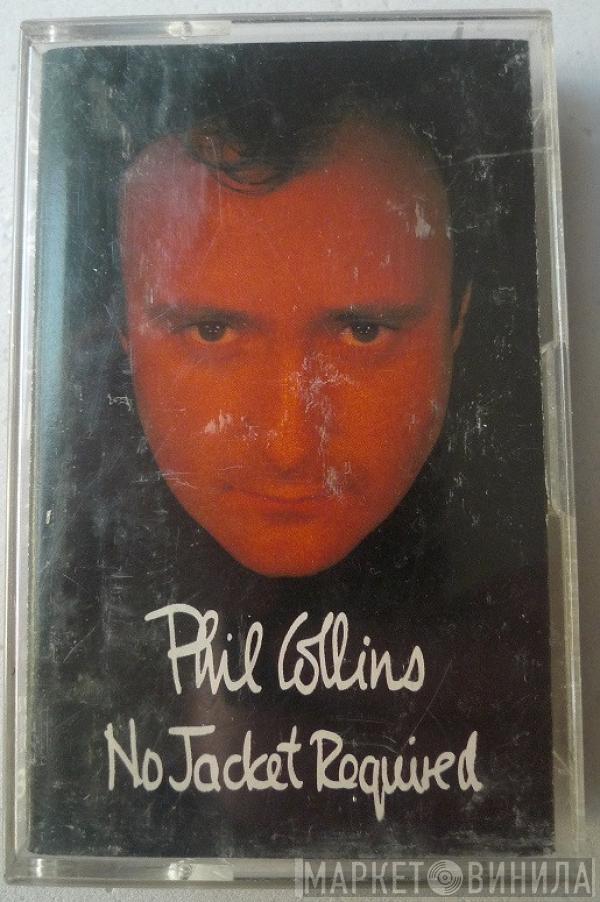 Phil Collins
No Jacket Required
МАРКЕТ ВИНИЛА